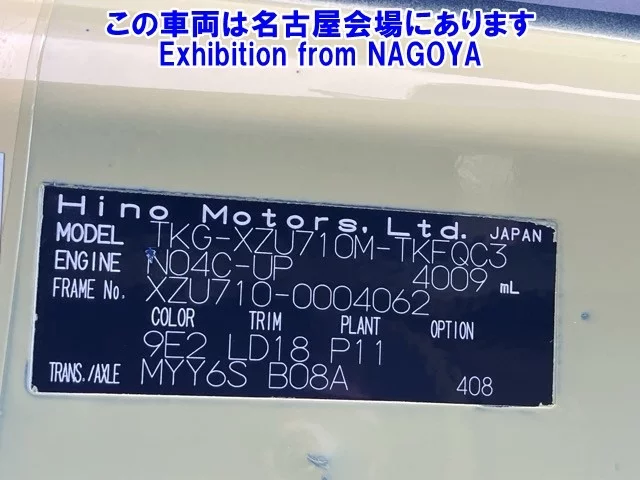 この車両は名古屋会場にあります
Exhibition from NAGOYA
Hino Motors, Ltd. JAPAN
MODEL TKG-XZU710M-TKFQC3
ENGINE N04C-UP 4009 mL
FRAME No. XZU710-0004062
COLOR TRIM PLANT OPTION
9E2 LD18 P11
TRANS./AXLE MYY6S B08A 408